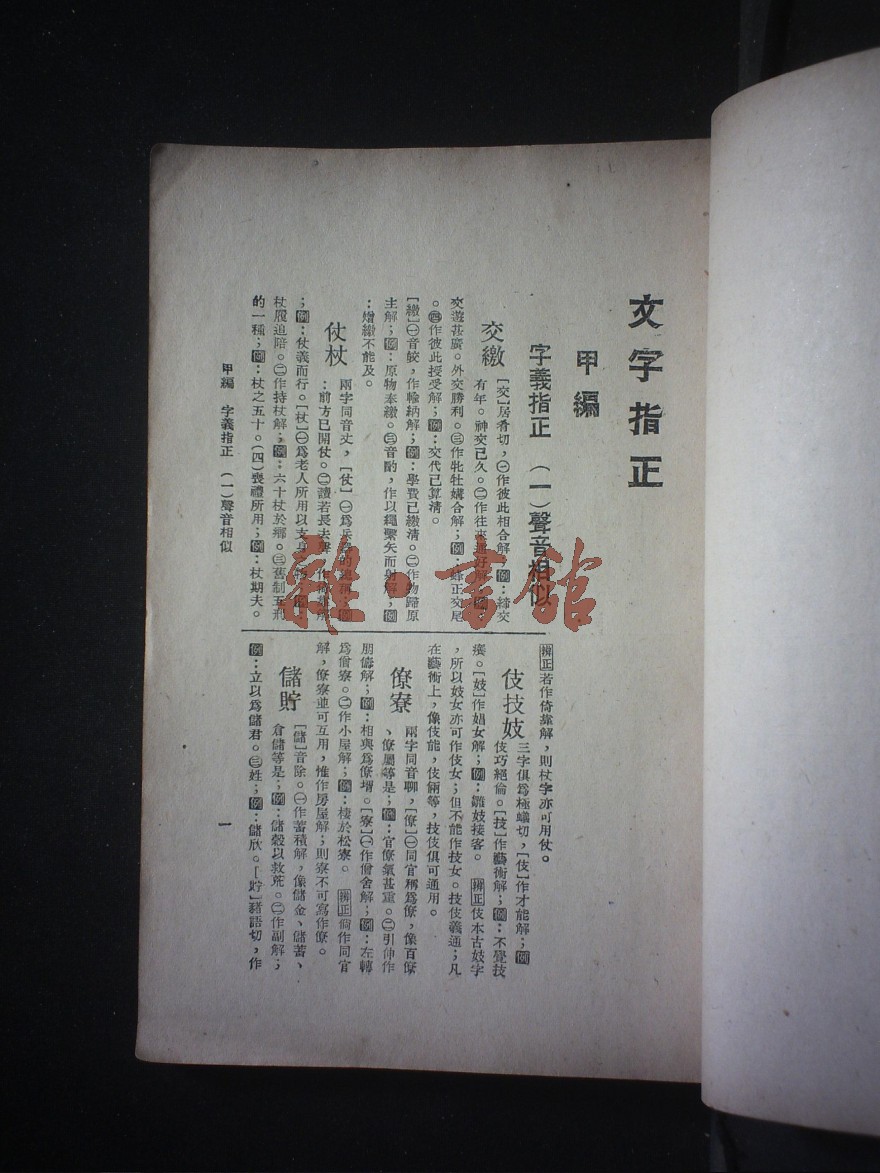 文字指正
甲編
字義指正　(一)聲音相似
交繳
[交]居肴切,㊀作彼此相合解;例:締交
有年。神交已久。㊁作往來通好解;例:
交遊甚廣。外交勝利。㊂作牝牡媾合解;例:蜂正交尾
。㊃作彼此授受解;例:交代已算清。
[繳]㊀音皎,作輸納解;例:學費已繳清。㊁作物歸原
主解;例:原物奉繳。㊂音酌,作以繩繫矢而射解;例
:矰繳不能及。
仗杖
兩字同音丈,[仗]㊀爲兵器的總稱;例
:前方已開仗。㊁讀若長去聲,作倚靠解
;例:仗義而行。[杖]㊀爲老人所用以支身之物;例:
杖履追陪。㊁作持杖解;例:六十杖於鄉。㊂舊制五刑
的一種;例:杖之五十。(四)喪禮所用;例:杖期夫。
辨正若作倚靠解,則杖字亦可用仗。
伎技妓
三字俱爲極蟻切,[伎]作才能解;例
伎巧絕倫。[技]作藝術解;例:不覺技
癢。[妓]作娼女解;例:雛妓接客。 辨正伎本古妓字
,所以妓女亦可作伎女;但不能作技女。技伎義通;凡
在藝術上,像伎能,伎倆等,技伎俱可通用。
僚寮
兩字同音聊,[僚]㊀同官稱爲僚,像百僚
、僚屬等是;例:官僚氣甚重。㊁引伸作
朋儔解;例:相與爲僚壻。[寮]㊀作僧舍解;例:左轉
爲僧寮。㊁作小屋解;例:棲於松寮。 辨正倘作同官
解,僚寮並可互用,惟作房屋解;則寮不可寫作僚。
儲貯
[儲]音除。㊀作蓄積解,像儲金、儲蓄、
倉儲等是;例:儲穀以救荒。㊁作副解;
例:立以爲儲君。㊂姓;例:儲欣。[貯]豬語切,作
甲編　字義指正　(一)聲音相似
一
雜·書館